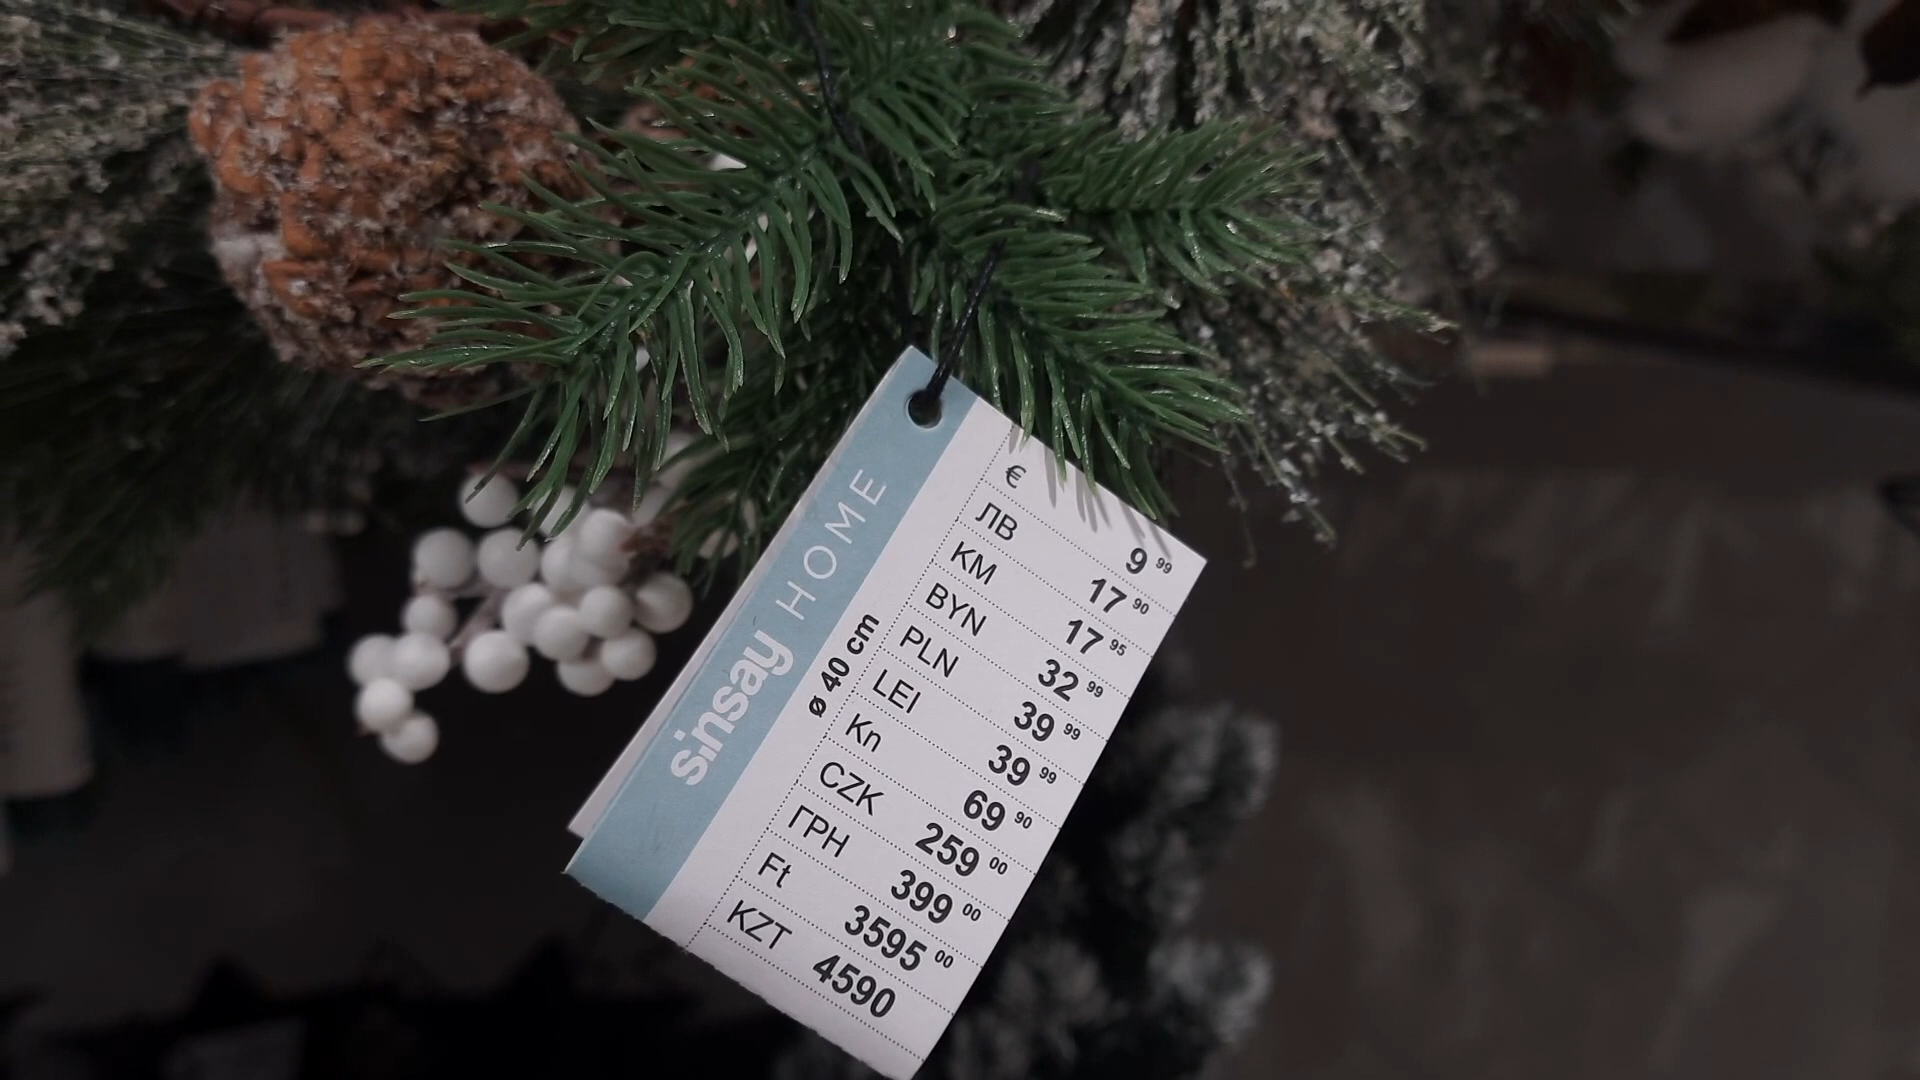 sinsay HOME
ø 40 cm
€ 9 99
ЛВ 17 90
KM 17 95
BYN 32 99
PLN 39 99
LEI 39 99
Kn 69 90
CZK 259 00
ГРН 399 00
Ft 3595 00
KZT 4590